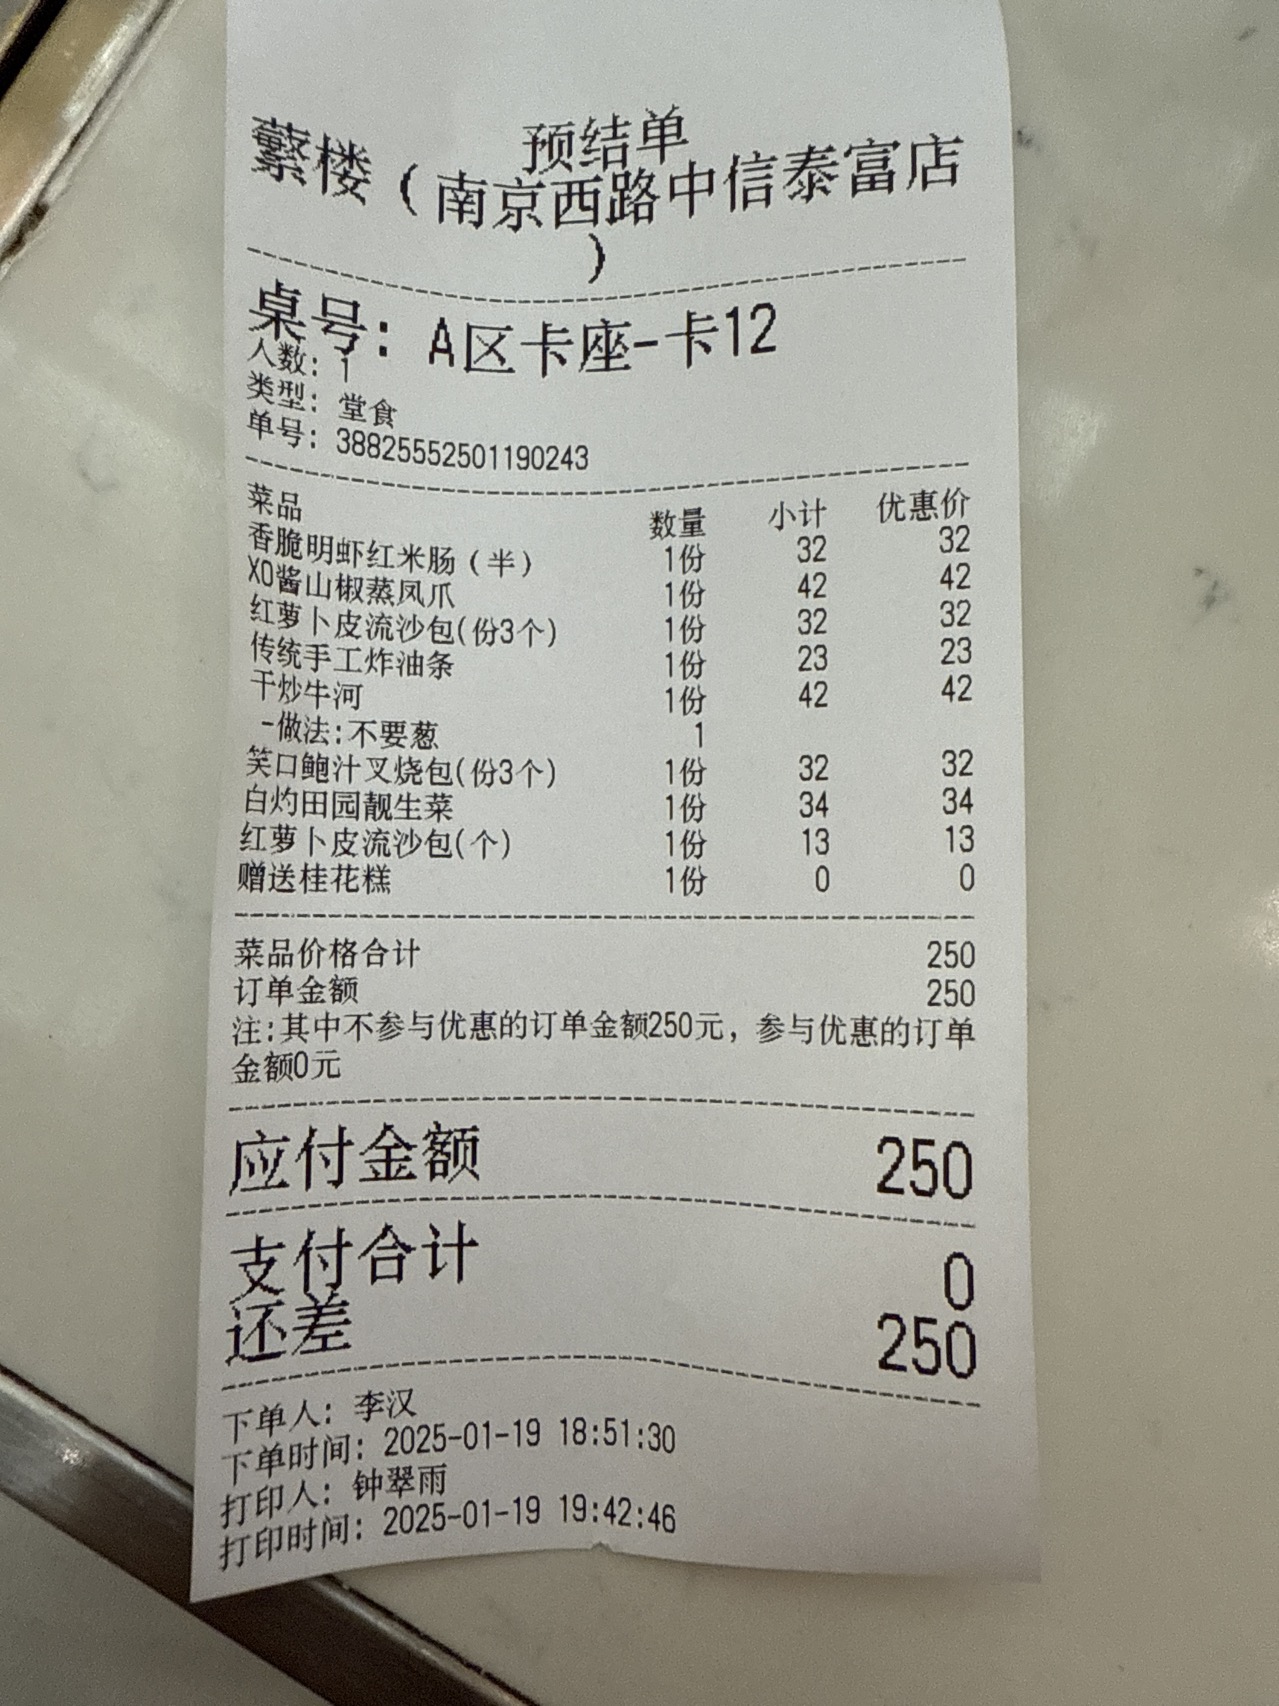 预结单
蘩楼（南京西路中信泰富店
）
桌号：A区卡座-卡12
人数：1
类型：堂食
单号：38825552501190243
菜品 数量 小计 优惠价
香脆明虾红米肠（半） 1份 32 32
XO酱山椒蒸凤爪 1份 42 42
红萝卜皮流沙包(份3个) 1份 32 32
传统手工炸油条 1份 23 23
干炒牛河 1份 42 42
-做法:不要葱 1
笑口鲍汁叉烧包(份3个) 1份 32 32
白灼田园靓生菜 1份 34 34
红萝卜皮流沙包(个) 1份 13 13
赠送桂花糕 1份 0 0
菜品价格合计 250
订单金额 250
注:其中不参与优惠的订单金额250元，参与优惠的订单
金额0元
应付金额 250
支付合计 0
还差 250
下单人：李汉
下单时间：2025-01-19 18:51:30
打印人：钟翠雨
打印时间：2025-01-19 19:42:46